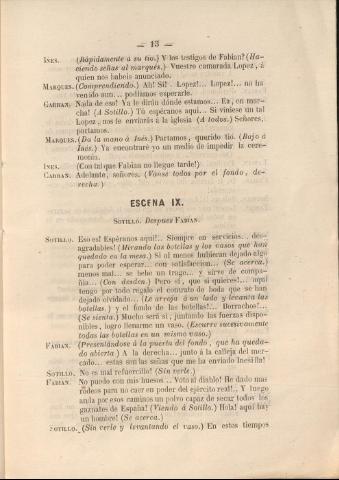 — 13 —
INES. (Rápidamente á su tio.) Y los testigos de Fabian? (Ha-
ciendo señas al marqués.) Vuestro camarada Lopez, á
quien nos habeis anunciado.
MARQUES. (Comprendiendo.) Ah! Sí!.. Lopez!... Lopez!... no ha
venido aun... podíamos esperarle.
GARBAN. Nada de eso! Ya le dirán dónde estamos... Ea, en mar-
cha! (A Sotillo.) Tú espéranos aquí... Si viniese un tal
Lopez, nos le enviarás á la iglesia (A todos.) Señores,
partamos.
MARQUES. (Da la mano á Inés.) Partamos, querido tio. (Bajo á
Inés.) Ya encontraré yo un medio de impedir la cere-
monia.
INES. (Con tal que Fabian no llegue tarde!)
GARBAN. Adelante, señores. (Vanse todos por el fondo, de-
recha.)
ESCENA IX.
SOTILLO. Despues FABIAN.
SOTILLO. Eso es! Espéranos aquí!.. Siempre en servicios... des-
agradables! (Mirando las botellas y los vasos que han
quedado en la mesa.) Si al menos hubieran dejado algo
para poder esperar... con satisfaccion... (Se acerca.)
menos mal... se bebe un trago... y sirve de compa-
ñía... (Con desden.) Pero sí, que si quieres!... aquí
tengo por todo regalo el contrato de boda que se han
dejado olvidado... (Le arroja á un lado y levanta las
botellas.) y el fondo de las botellas!.. Borrachos!...
(Se sienta.) Mucho será si, juntando las fuerzas dispo-
nibles, logro llenarme un vaso. (Escurre sucesivamente
todas las botellas en un mismo vaso.)
FABIAN. (Presentándose á la puerta del fondo, que ha queda-
do abierta) A la derecha... junto á la calleja del mer-
cado... estas son las señas que me ha enviado Inesilla!
SOTILLO. No es mal refuercillo! (Sin verle.)
FABIAN. No puedo con mis huesos... Voto al diablo! He dado mas
rodeos para no caer en poder del ejército real!.. Y luego
anda por esos caminos un polvo capaz de secar todos los
gaznates de España! (Viendo á Sotillo.) Hola! aquí hay
un hombre! (Se acerca.)
SOTILLO. (Sin verle y levantando el vaso.) En estos tiempos